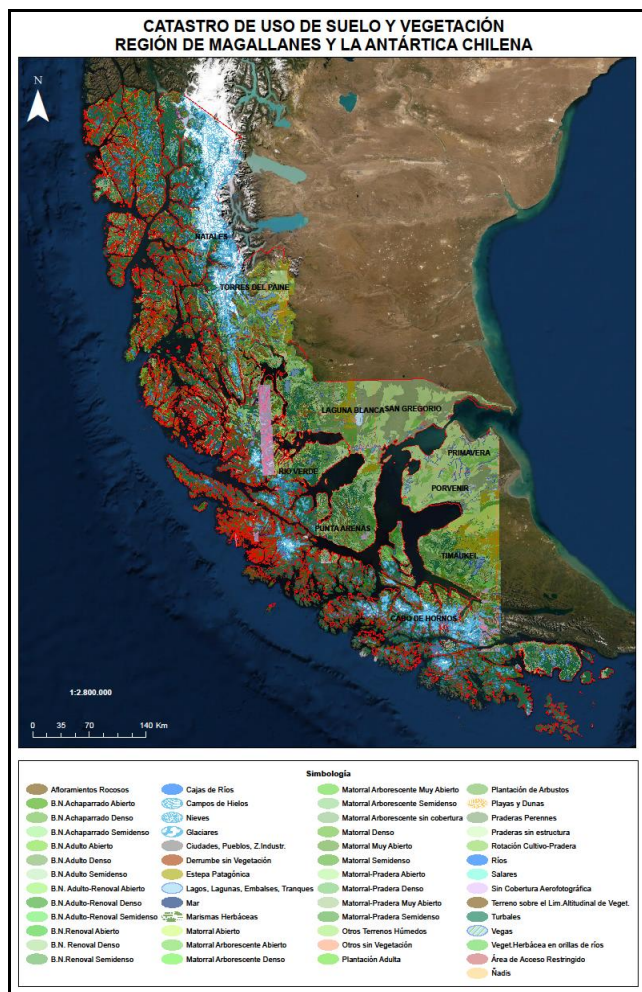 CATASTRO DE USO DE SUELO Y VEGETACIÓN
REGIÓN DE MAGALLANES Y LA ANTÁRTICA CHILENA
N
NATALES
TORRES DEL PAINE
LAGUNA BLANCA
SAN GREGORIO
PRIMAVERA
RIO VERDE
PORVENIR
PUNTA ARENAS
TIMAUKEL
CABO DE HORNOS
1:2.800.000
0 35 70 140 Km
Simbología
Afloramientos Rocosos
B.N.Achaparrado Abierto
B.N.Achaparrado Denso
B.N.Achaparrado Semidenso
B.N.Adulto Abierto
B.N.Adulto Denso
B.N.Adulto Semidenso
B.N. Adulto-Renoval Abierto
B.N.Adulto-Renoval Denso
B.N.Adulto-Renoval Semidenso
B.N.Renoval Abierto
B.N. Renoval Denso
B.N.Renoval Semidenso
Cajas de Ríos
Campos de Hielos
Nieves
Glaciares
Ciudades, Pueblos, Z.Industr.
Derrumbe sin Vegetación
Estepa Patagónica
Lagos, Lagunas, Embalses, Tranques
Mar
Marismas Herbáceas
Matorral Abierto
Matorral Arborescente Abierto
Matorral Arborescente Denso
Matorral Arborescente Muy Abierto
Matorral Arborescente Semidenso
Matorral Arborescente sin cobertura
Matorral Denso
Matorral Muy Abierto
Matorral Semidenso
Matorral-Pradera Abierto
Matorral-Pradera Denso
Matorral-Pradera Muy Abierto
Matorral-Pradera Semidenso
Otros Terrenos Húmedos
Otros sin Vegetación
Plantación Adulta
Plantación de Arbustos
Playas y Dunas
Praderas Perennes
Praderas sin estructura
Rotación Cultivo-Pradera
Ríos
Salares
Sin Cobertura Aerofotográfica
Terreno sobre el Lim.Altitudinal de Veget.
Turbales
Vegas
Veget.Herbácea en orillas de ríos
Área de Acceso Restringido
Ñadis